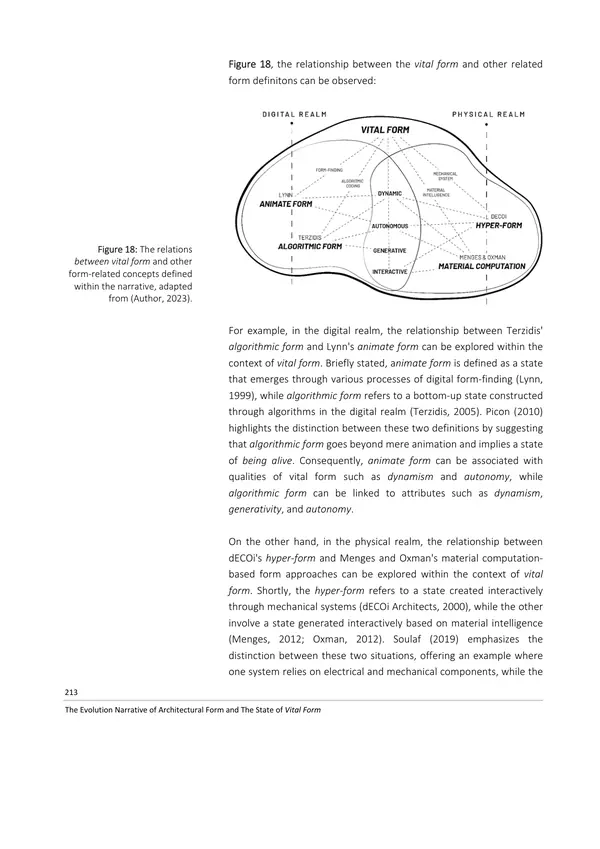 Figure 18, the relationship between the vital form and other related
form definitons can be observed:
DIGITAL REALM
PHYSICAL REALM
VITAL FORM
FORM-FINDING
ALGORIMIC
CODING
MECHANICAL
SYSTEM
MATERIAL
INTELLIGENCE
LYNN
ANIMATE FORM
DYNAMIC
DECOI
HYPER-FORM
AUTONOMOUS
TERZIDIS
ALGORITMIC FORM
GENERATIVE
MENGES & OXMAN
MATERIAL COMPUTATION
INTERACTIVE
Figure 18: The relations
between vital form and other
form-related concepts defined
within the narrative, adapted
from (Author, 2023).
For example, in the digital realm, the relationship between Terzidis'
algorithmic form and Lynn's animate form can be explored within the
context of vital form. Briefly stated, animate form is defined as a state
that emerges through various processes of digital form-finding (Lynn,
1999), while algorithmic form refers to a bottom-up state constructed
through algorithms in the digital realm (Terzidis, 2005). Picon (2010)
highlights the distinction between these two definitions by suggesting
that algorithmic form goes beyond mere animation and implies a state
of being alive. Consequently, animate form can be associated with
qualities of vital form such as dynamism and autonomy, while
algorithmic form can be linked to attributes such as dynamism,
generativity, and autonomy.
On the other hand, in the physical realm, the relationship between
dECOi's hyper-form and Menges and Oxman's material computation-
based form approaches can be explored within the context of vital
form. Shortly, the hyper-form refers to a state created interactively
through mechanical systems (dECOi Architects, 2000), while the other
involve a state generated interactively based on material intelligence
(Menges, 2012; Oxman, 2012). Soulaf (2019) emphasizes the
distinction between these two situations, offering an example where
one system relies on electrical and mechanical components, while the
213
The Evolution Narrative of Architectural Form and The State of Vital Form